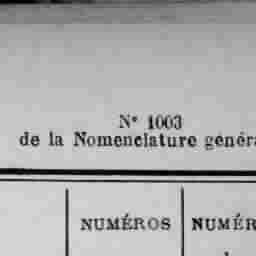 N° 1003
de la Nomenclature génér
NUMÉROS NUMÉR